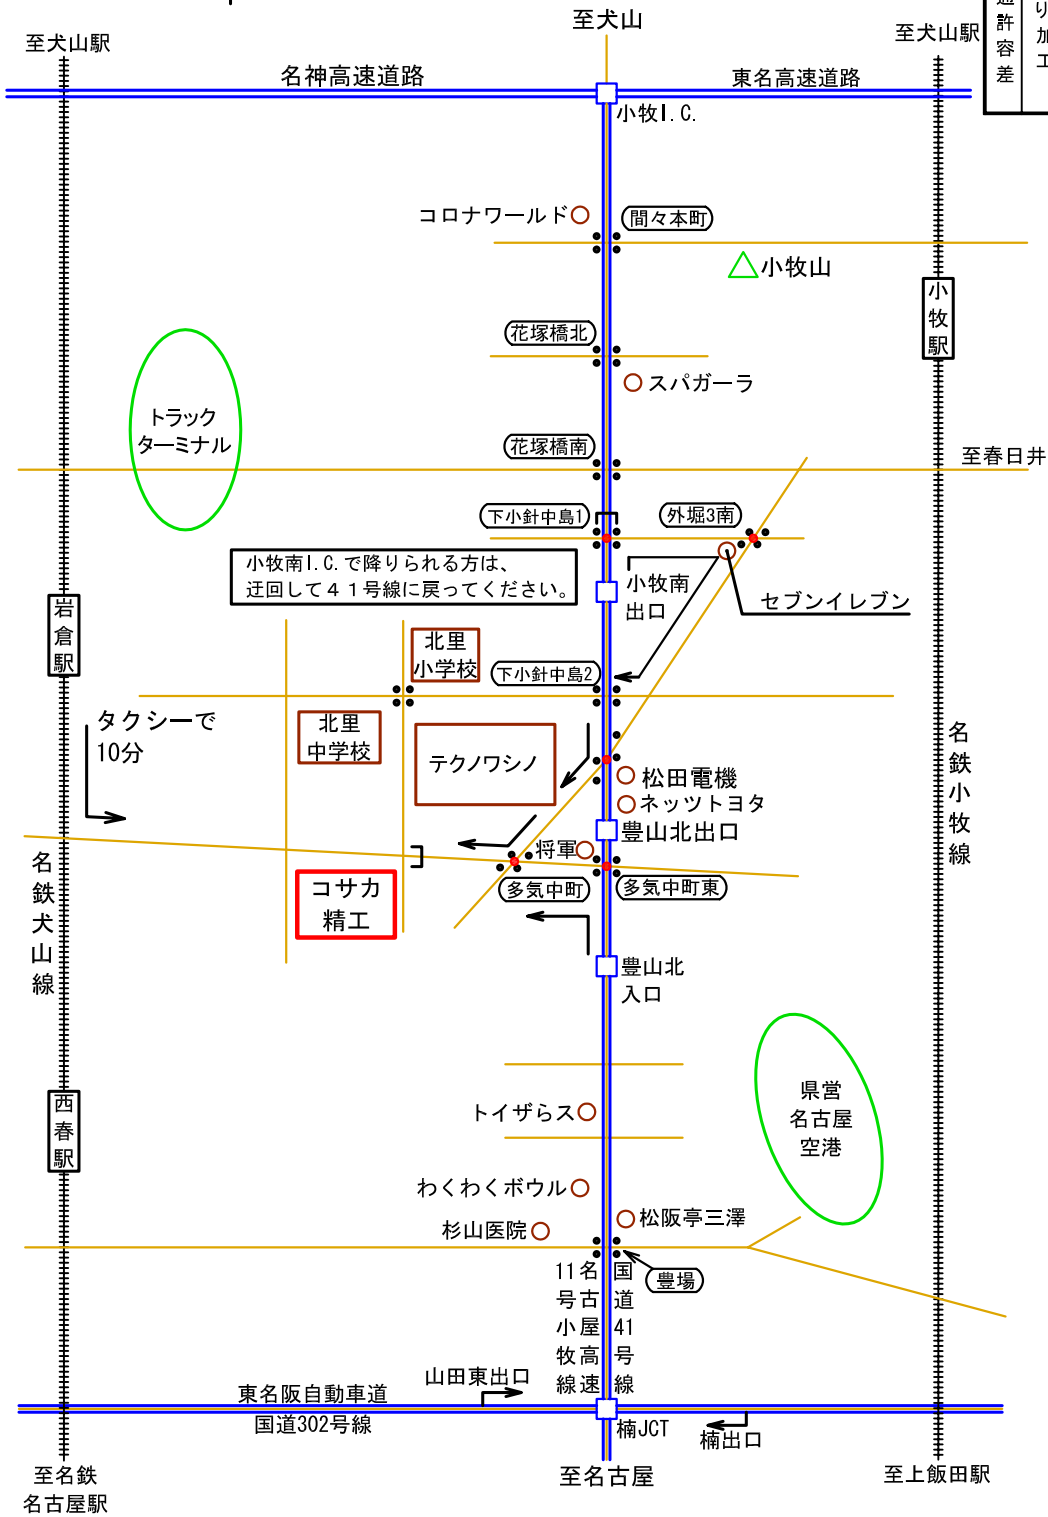 至犬山
至犬山駅
至犬山駅
名神高速道路
東名高速道路
小牧I.C.
許容差
加工
コロナワールド
間々本町
小牧山
小牧駅
花塚橋北
スパガーラ
トラック
ターミナル
花塚橋南
至春日井
下小針中島1
外堀3南
小牧南I.C.で降りられる方は、
迂回して41号線に戻ってください。
小牧南
出口
セブンイレブン
岩倉駅
北里
小学校
下小針中島2
タクシーで
10分
北里
中学校
テクノワシノ
松田電機
ネッツトヨタ
豊山北出口
名鉄小牧線
将軍
多気中町
多気中町東
コサカ
精工
名鉄犬山線
豊山北
入口
県営
名古屋
空港
西春駅
トイザらス
わくわくボウル
松阪亭三澤
杉山医院
豊場
国道41号線
名古屋高速
11号小牧線
山田東出口
東名阪自動車道
国道302号線
楠JCT
楠出口
至名鉄
名古屋駅
至名古屋
至上飯田駅